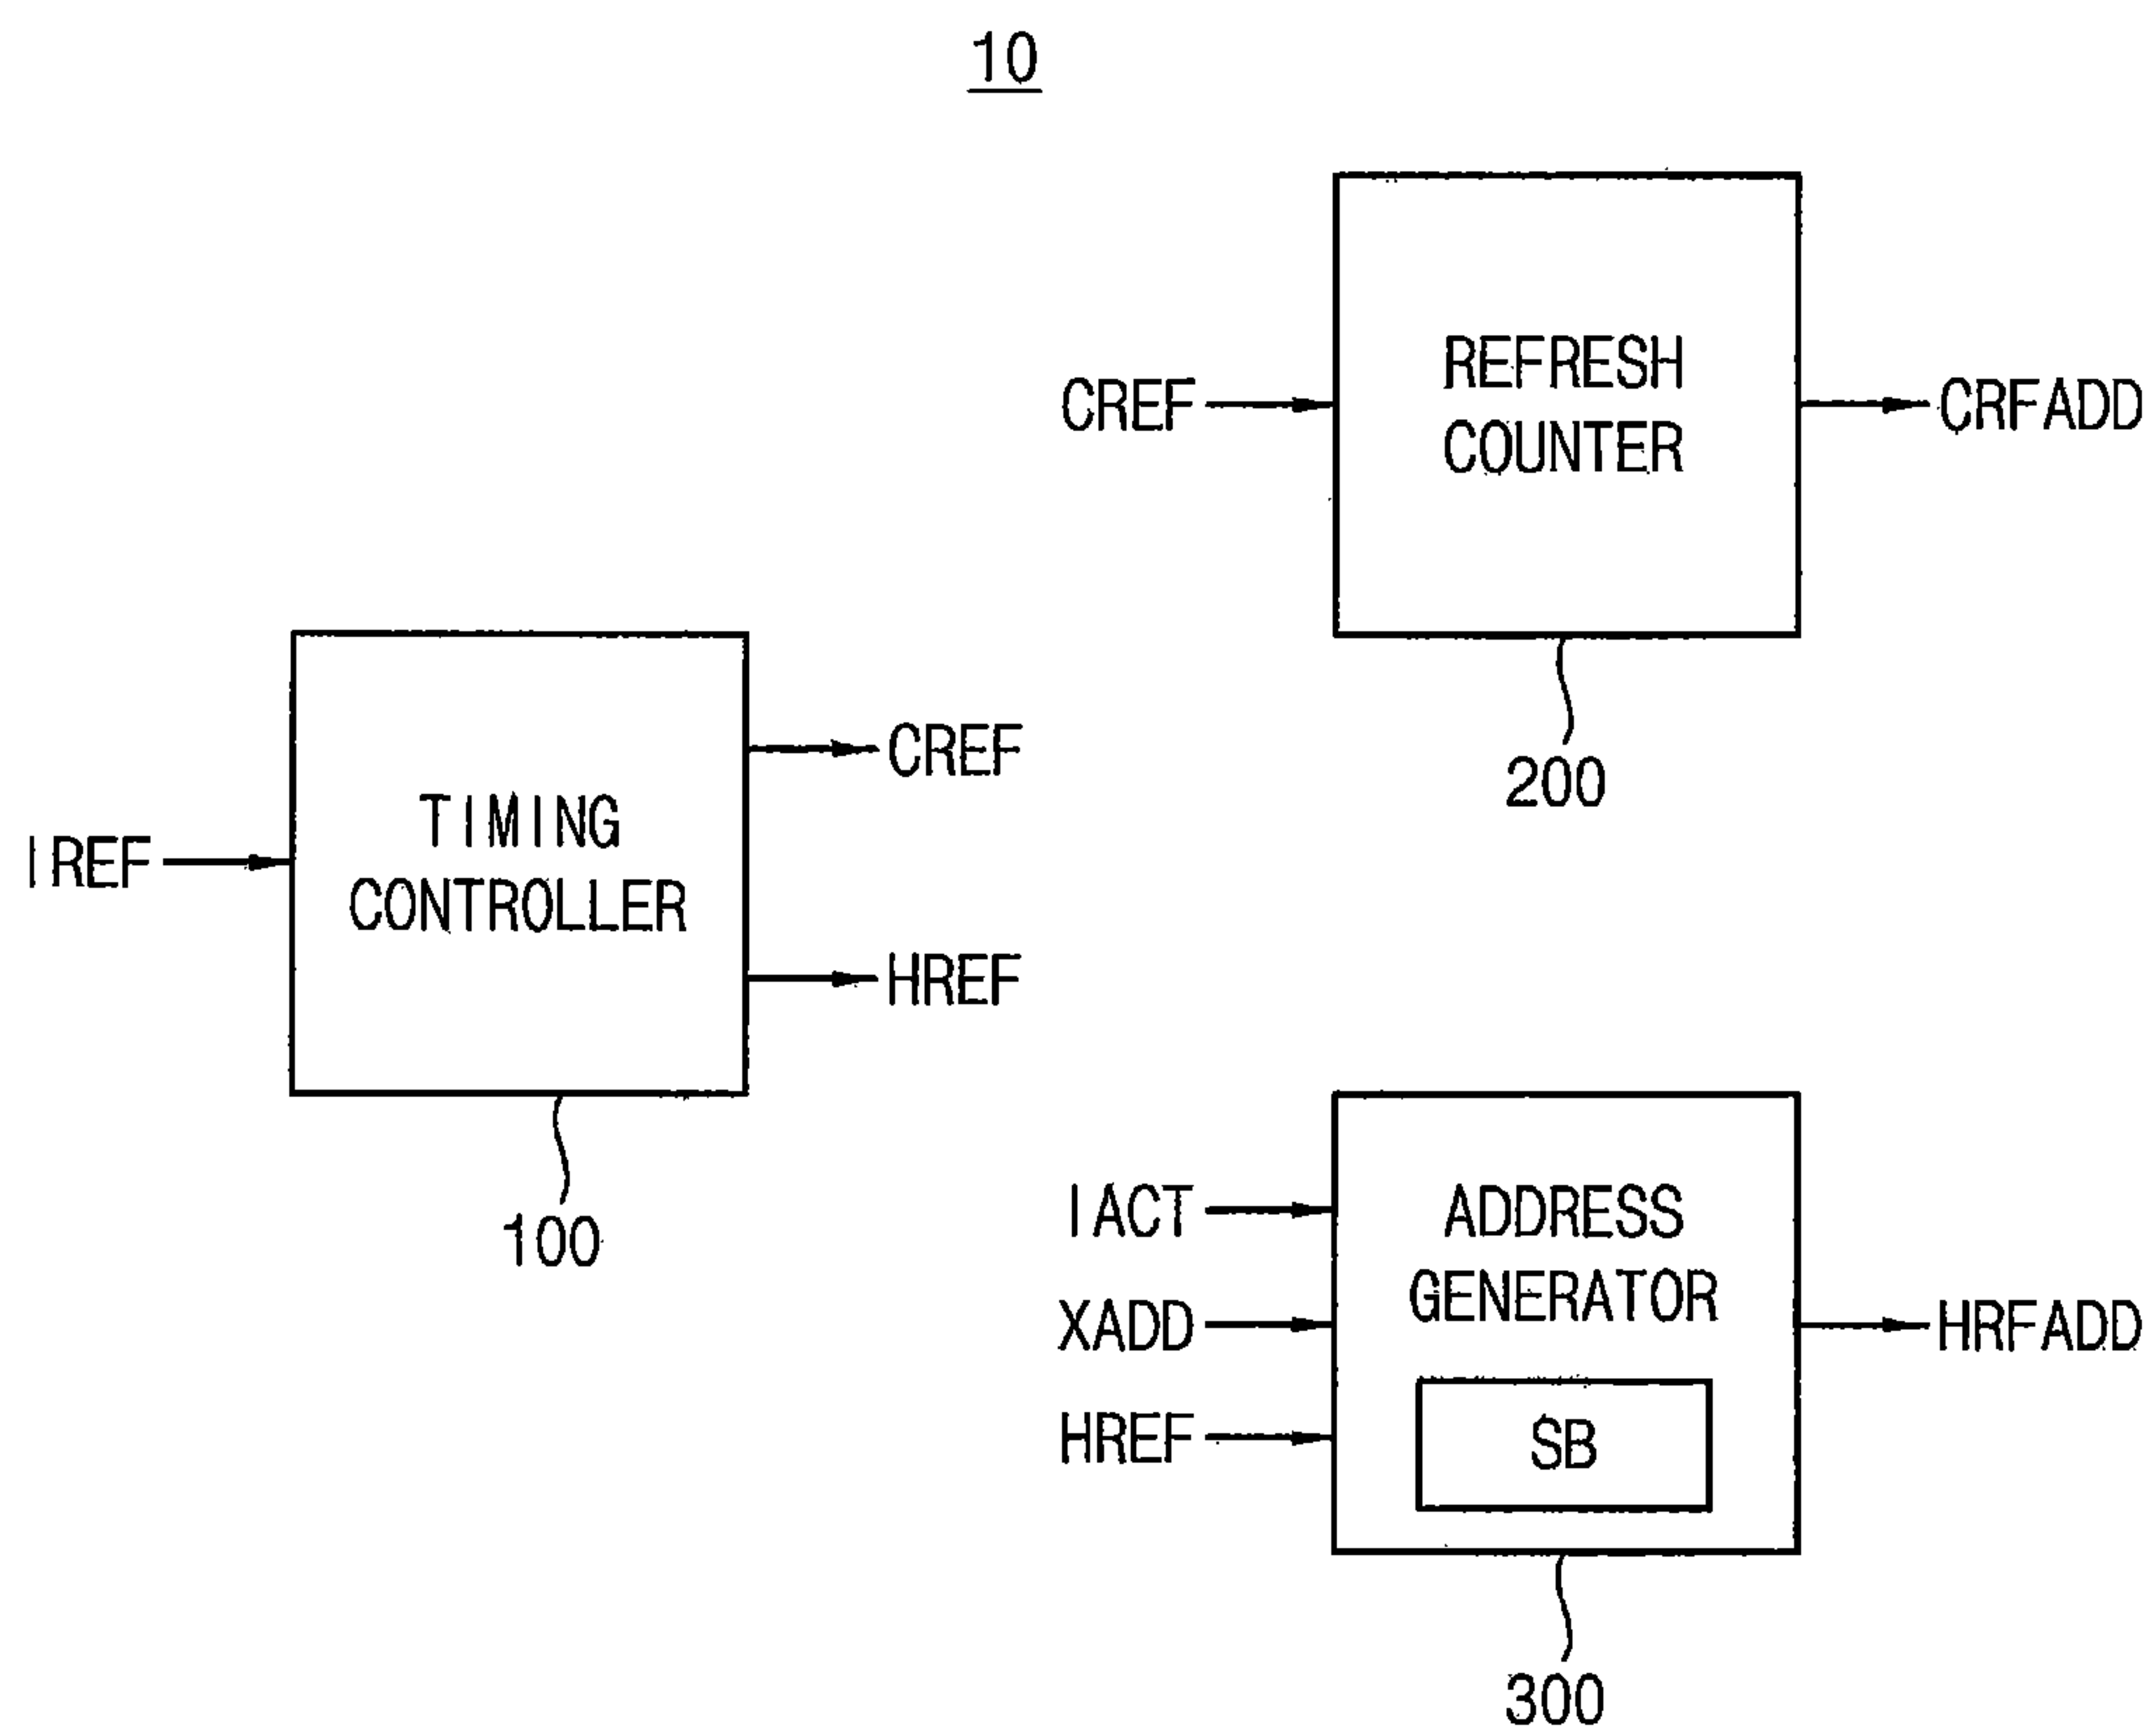 10
REFRESH
COUNTER
CREF
CRFADD
200
TIMING
CONTROLLER
IREF
CREF
HREF
100
ADDRESS
GENERATOR
SB
IACT
XADD
HREF
HRFADD
300